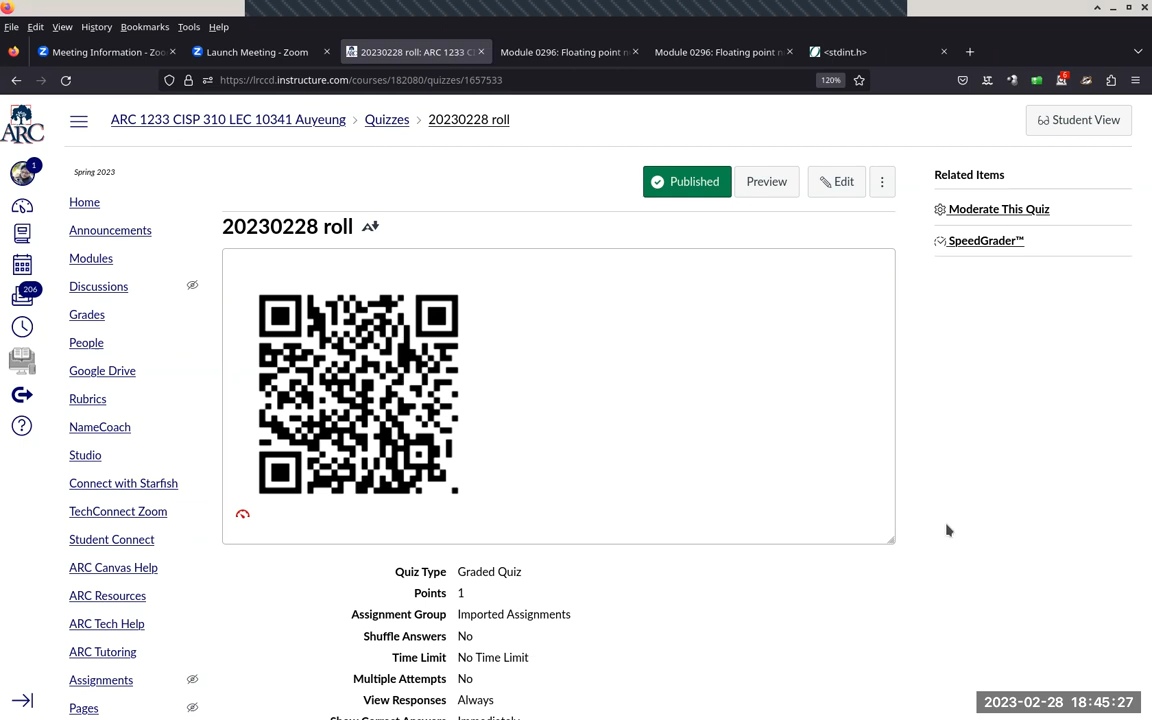 File Edit View History Bookmarks Tools Help
Meeting Information - Zoo
Launch Meeting - Zoom
20230228 roll: ARC 1233 C
Module 0296: Floating point n
Module 0296: Floating point n
<stdint.h>
https://lrccd.instructure.com/courses/182080/quizzes/1657533
120%
6
ARC
ARC 1233 CISP 310 LEC 10341 Auyeung
Quizzes
20230228 roll
Student View
1
206
Spring 2023
Home
Announcements
Modules
Discussions
Grades
People
Google Drive
Rubrics
NameCoach
Studio
Connect with Starfish
TechConnect Zoom
Student Connect
ARC Canvas Help
ARC Resources
ARC Tech Help
ARC Tutoring
Assignments
Pages
Published
Preview
Edit
20230228 roll
Quiz Type Graded Quiz
Points 1
Assignment Group Imported Assignments
Shuffle Answers No
Time Limit No Time Limit
Multiple Attempts No
View Responses Always
Show Correct Answers Immediately
Related Items
Moderate This Quiz
SpeedGrader™
2023-02-28 18:45:27